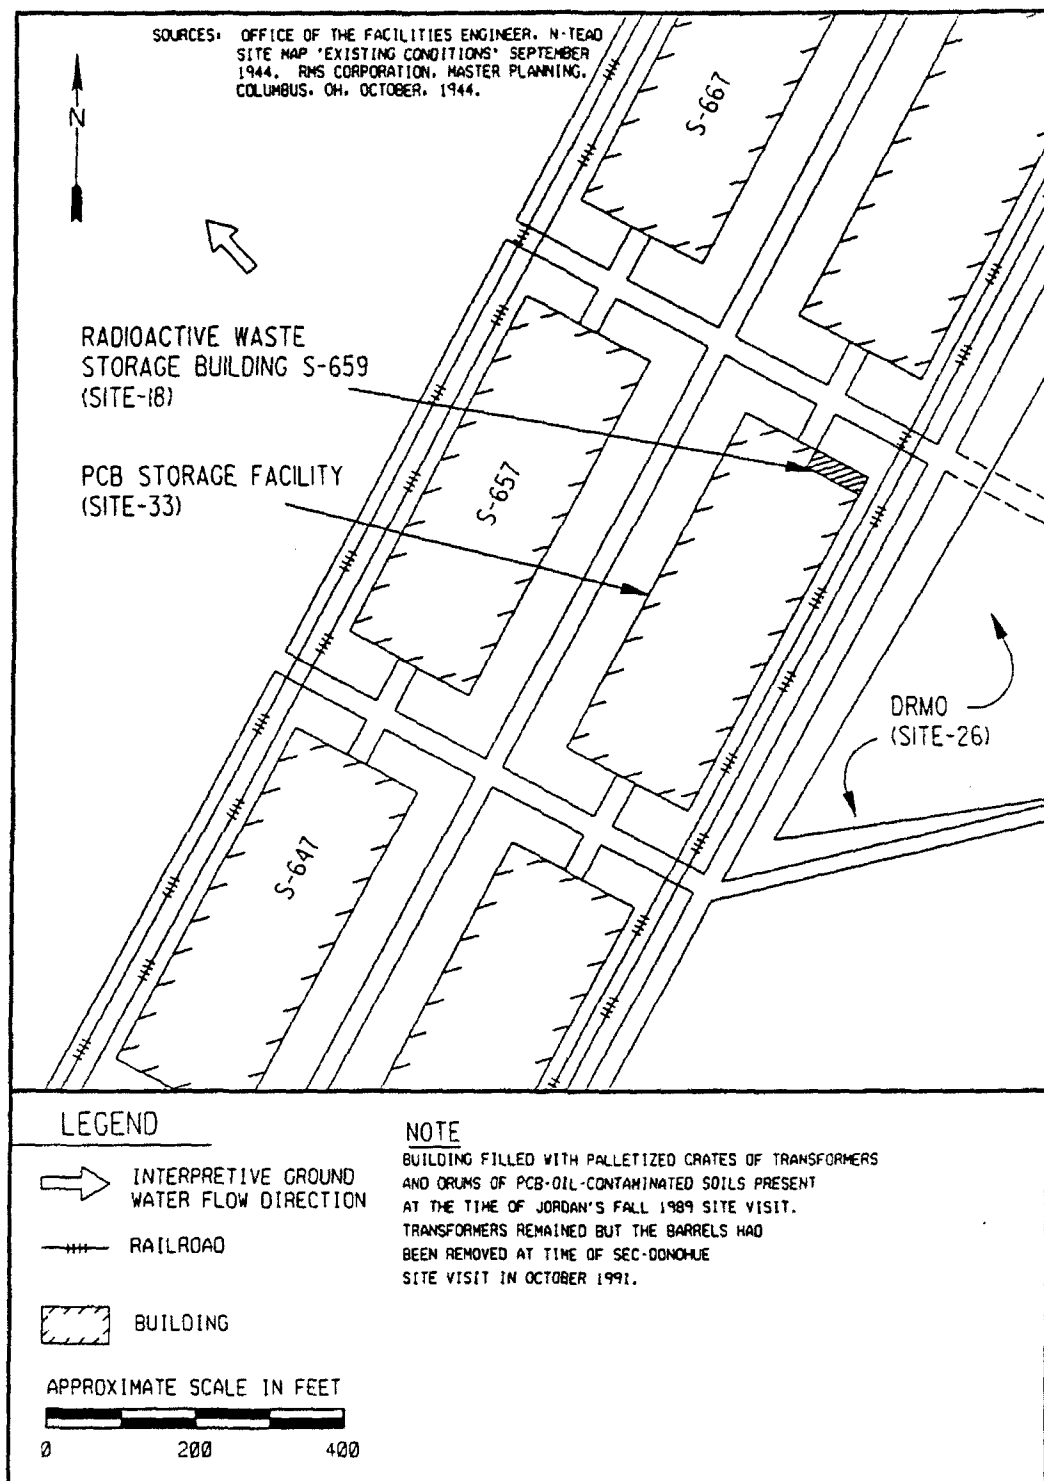 SOURCES: OFFICE OF THE FACILITIES ENGINEER, N-TEAD
SITE MAP 'EXISTING CONDITIONS' SEPTEMBER
1944. RMS CORPORATION, MASTER PLANNING,
COLUMBUS, OH, OCTOBER, 1944.
N
S-667
RADIOACTIVE WASTE
STORAGE BUILDING S-659
(SITE-18)
PCB STORAGE FACILITY
(SITE-33)
S-657
DRMO
(SITE-26)
S-647
LEGEND
INTERPRETIVE GROUND
WATER FLOW DIRECTION
RAILROAD
BUILDING
APPROXIMATE SCALE IN FEET
0 200 400
NOTE
BUILDING FILLED WITH PALLETIZED CRATES OF TRANSFORMERS
AND DRUMS OF PCB-OIL-CONTAMINATED SOILS PRESENT
AT THE TIME OF JORDAN'S FALL 1989 SITE VISIT.
TRANSFORMERS REMAINED BUT THE BARRELS HAD
BEEN REMOVED AT TIME OF SEC-DONOHUE
SITE VISIT IN OCTOBER 1991.